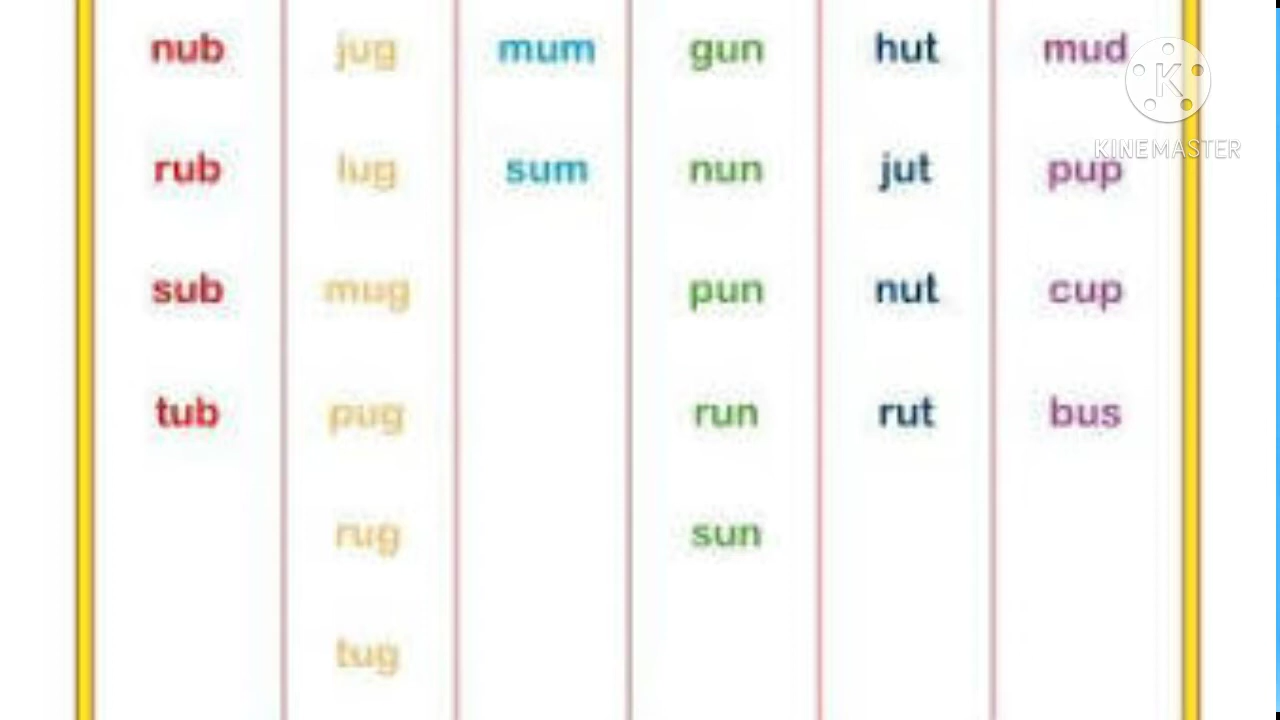 nub jug mum gun hut mud
K
KINEMASTER
rub lug sum nun jut pup
sub mug pun nut cup
tub pug run rut bus
rug sun
tug